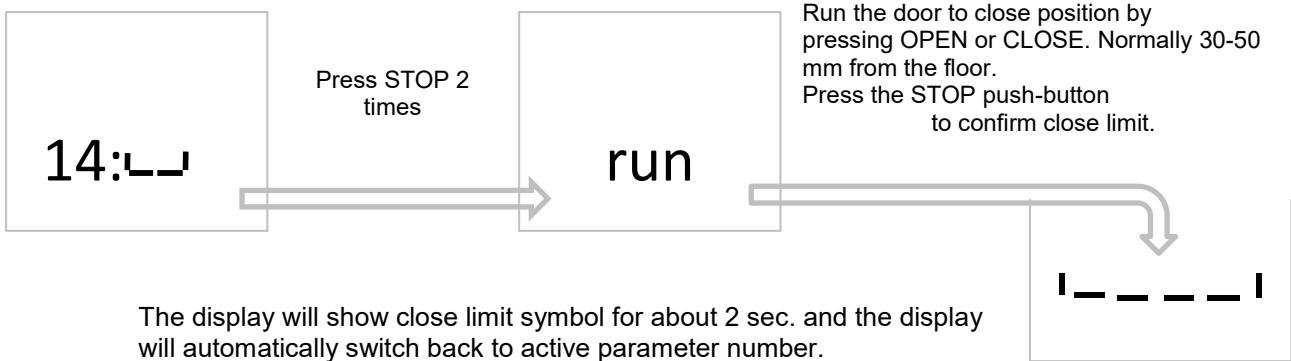 Run the door to close position by
pressing OPEN or CLOSE. Normally 30-50
mm from the floor.
Press the STOP push-button
to confirm close limit.
Press STOP 2
times
14:
run
The display will show close limit symbol for about 2 sec. and the display
will automatically switch back to active parameter number.